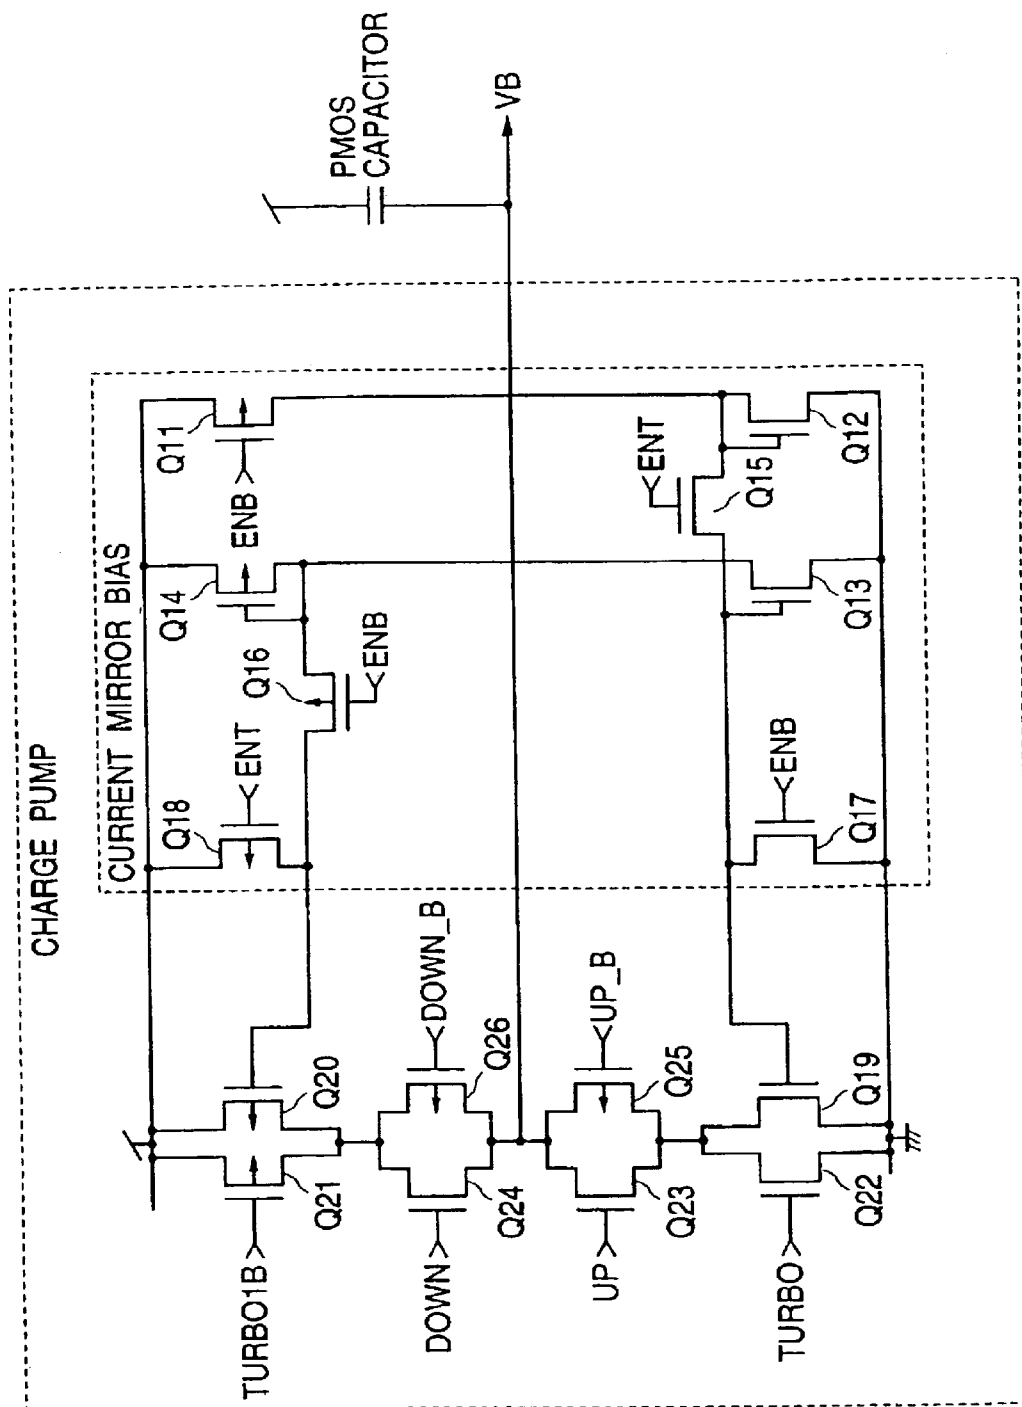 CHARGE PUMP
CURRENT MIRROR BIAS
PMOS
CAPACITOR
VB
TURBO1B
Q21
Q20
Q18
ENT
Q16
ENB
Q14
ENB
Q11
DOWN
Q24
Q26
DOWN_B
UP
Q23
Q25
UP_B
TURBO
Q22
Q19
Q17
ENB
Q13
Q15
ENT
Q12